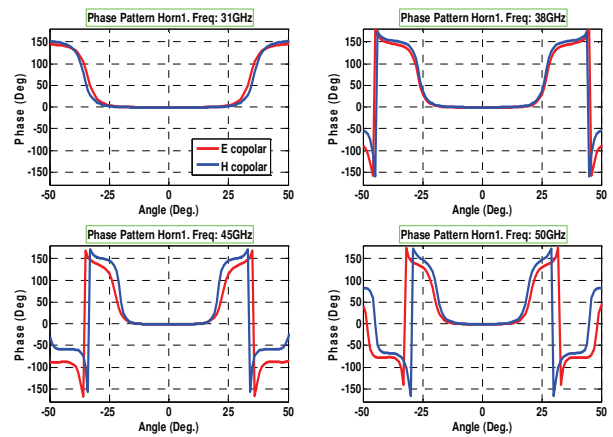 Phase Pattern Horn1. Freq: 31GHz
Phase (Deg)
150
100
50
0
-50
-100
-150
E copolar
H copolar
-50 -25 0 25 50
Angle (Deg.)
Phase Pattern Horn1. Freq: 38GHz
Phase (Deg)
150
100
50
0
-50
-100
-150
-50 -25 0 25 50
Angle (Deg.)
Phase Pattern Horn1. Freq: 45GHz
Phase (Deg)
150
100
50
0
-50
-100
-150
-50 -25 0 25 50
Angle (Deg.)
Phase Pattern Horn1. Freq: 50GHz
Phase (Deg)
150
100
50
0
-50
-100
-150
-50 -25 0 25 50
Angle (Deg.)